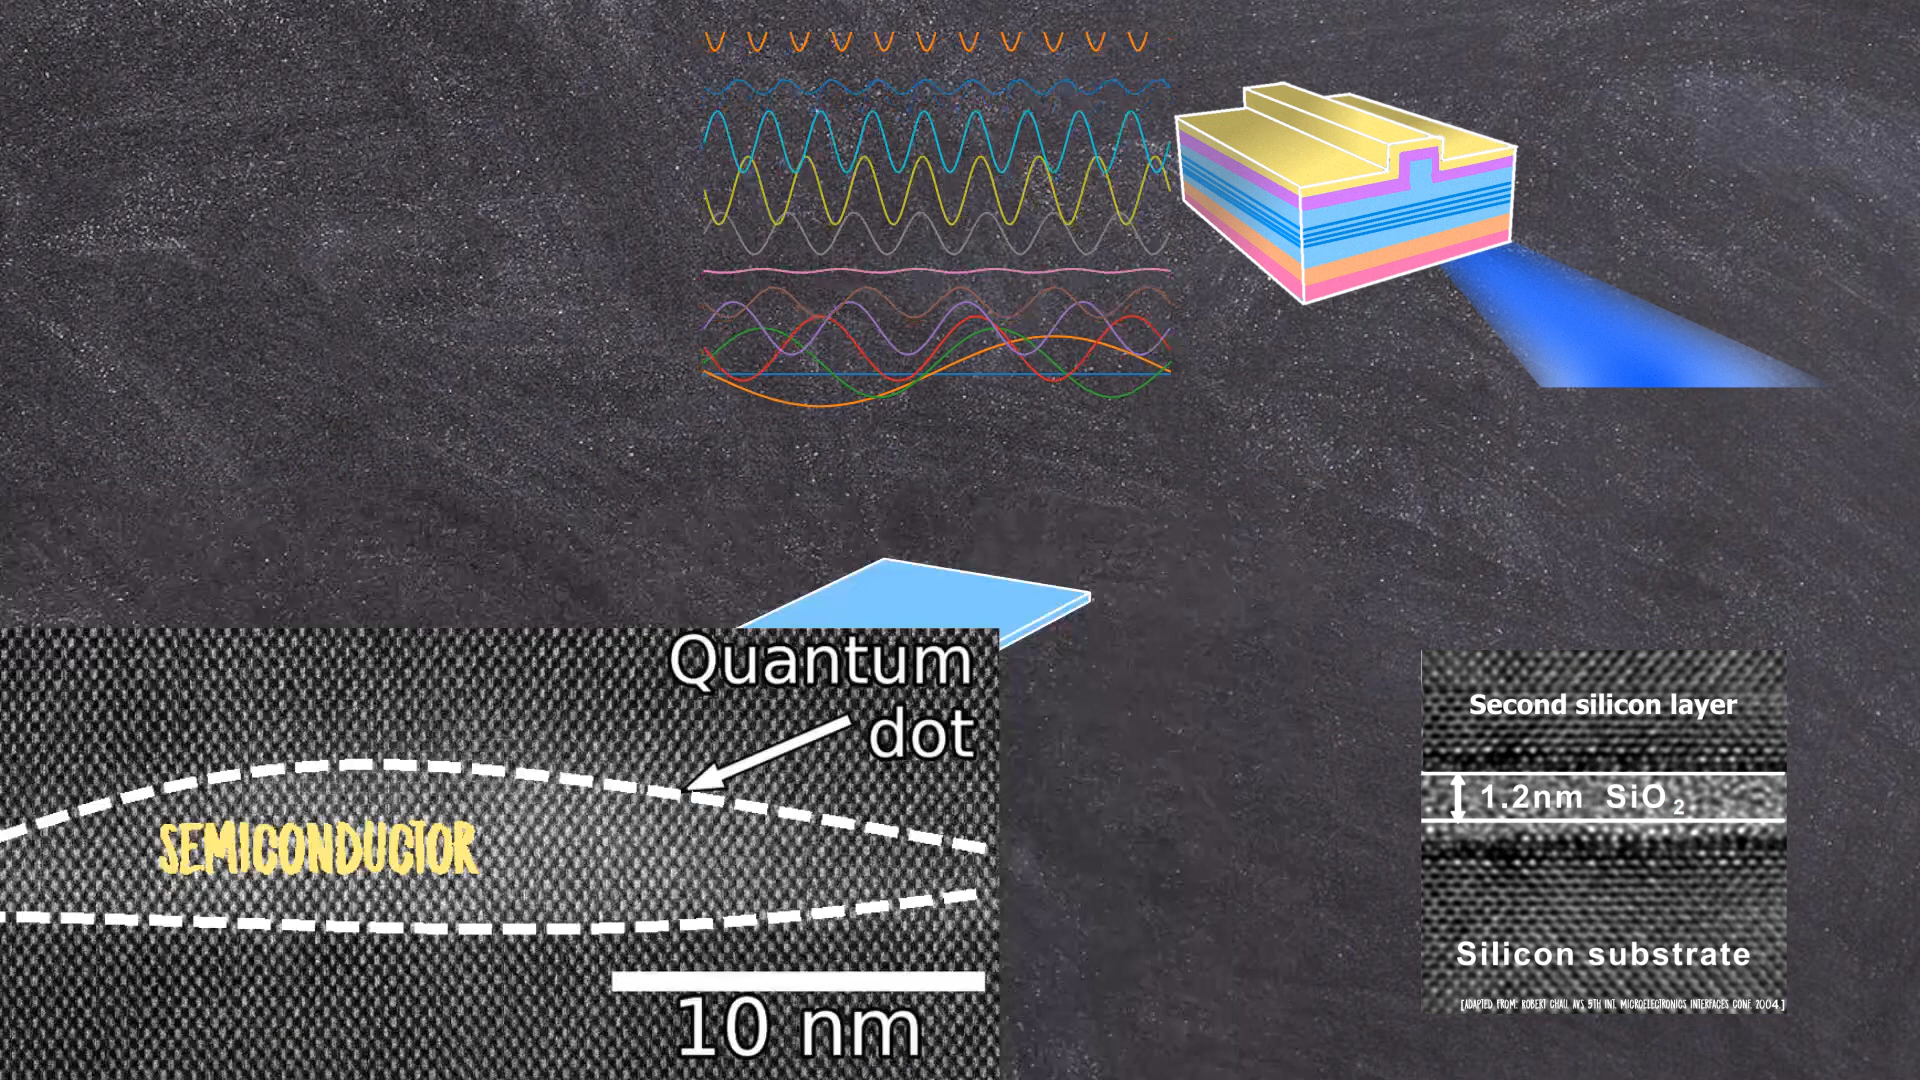 Quantum
dot
SEMICONDUCTOR
10 nm
Second silicon layer
1.2nm SiO₂
Silicon substrate
[ADAPTED FROM: ROBERT CHAU, AVS 5TH INT. MICROELECTRONICS INTERFACES CONF. 2004.]